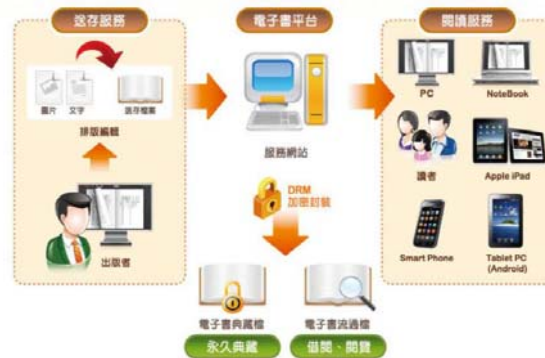 送存服務
圖片
文字
送存檔案
排版編輯
出版者
電子書平台
服務網站
DRM
加密封裝
電子書典藏檔
永久典藏
電子書流通檔
借閱、閱覽
閱讀服務
PC
NoteBook
讀者
Apple iPad
Smart Phone
Tablet PC
(Android)